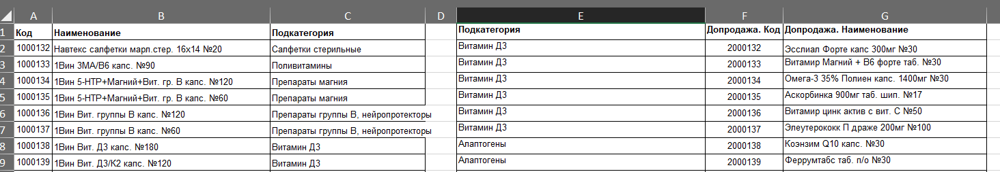 A B C D E F G
1 Код Наименование Подкатегория Подкатегория Допродажа. Код Допродажа. Наименование
2 1000132 Навтекс салфетки марл.стер. 16х14 №20 Салфетки стерильные Витамин Д3 2000132 Эсслиал Форте капс 300мг №30
3 1000133 1Вин 3МА/В6 капс. №90 Поливитамины Витамин Д3 2000133 Витамир Магний + В6 форте таб. №30
4 1000134 1Вин 5-НТР+Магний+Вит. гр. В капс. №120 Препараты магния Витамин Д3 2000134 Омега-3 35% Полиен капс. 1400мг №30
5 1000135 1Вин 5-НТР+Магний+Вит. гр. В капс. №60 Препараты магния Витамин Д3 2000135 Аскорбинка 900мг таб. шип. №17
6 1000136 1Вин Вит. группы В капс. №120 Препараты группы В, нейропротекторы Витамин Д3 2000136 Витамир цинк актив с вит. С №50
7 1000137 1Вин Вит. группы В капс. №60 Препараты группы В, нейропротекторы Витамин Д3 2000137 Элеутерококк П драже 200мг №100
8 1000138 1Вин Вит. Д3 капс. №180 Витамин Д3 Алаптогены 2000138 Коэнзим Q10 капс. №30
9 1000139 1Вин Вит. Д3/К2 капс. №120 Витамин Д3 Алаптогены 2000139 Феррумтабс таб. п/о №30